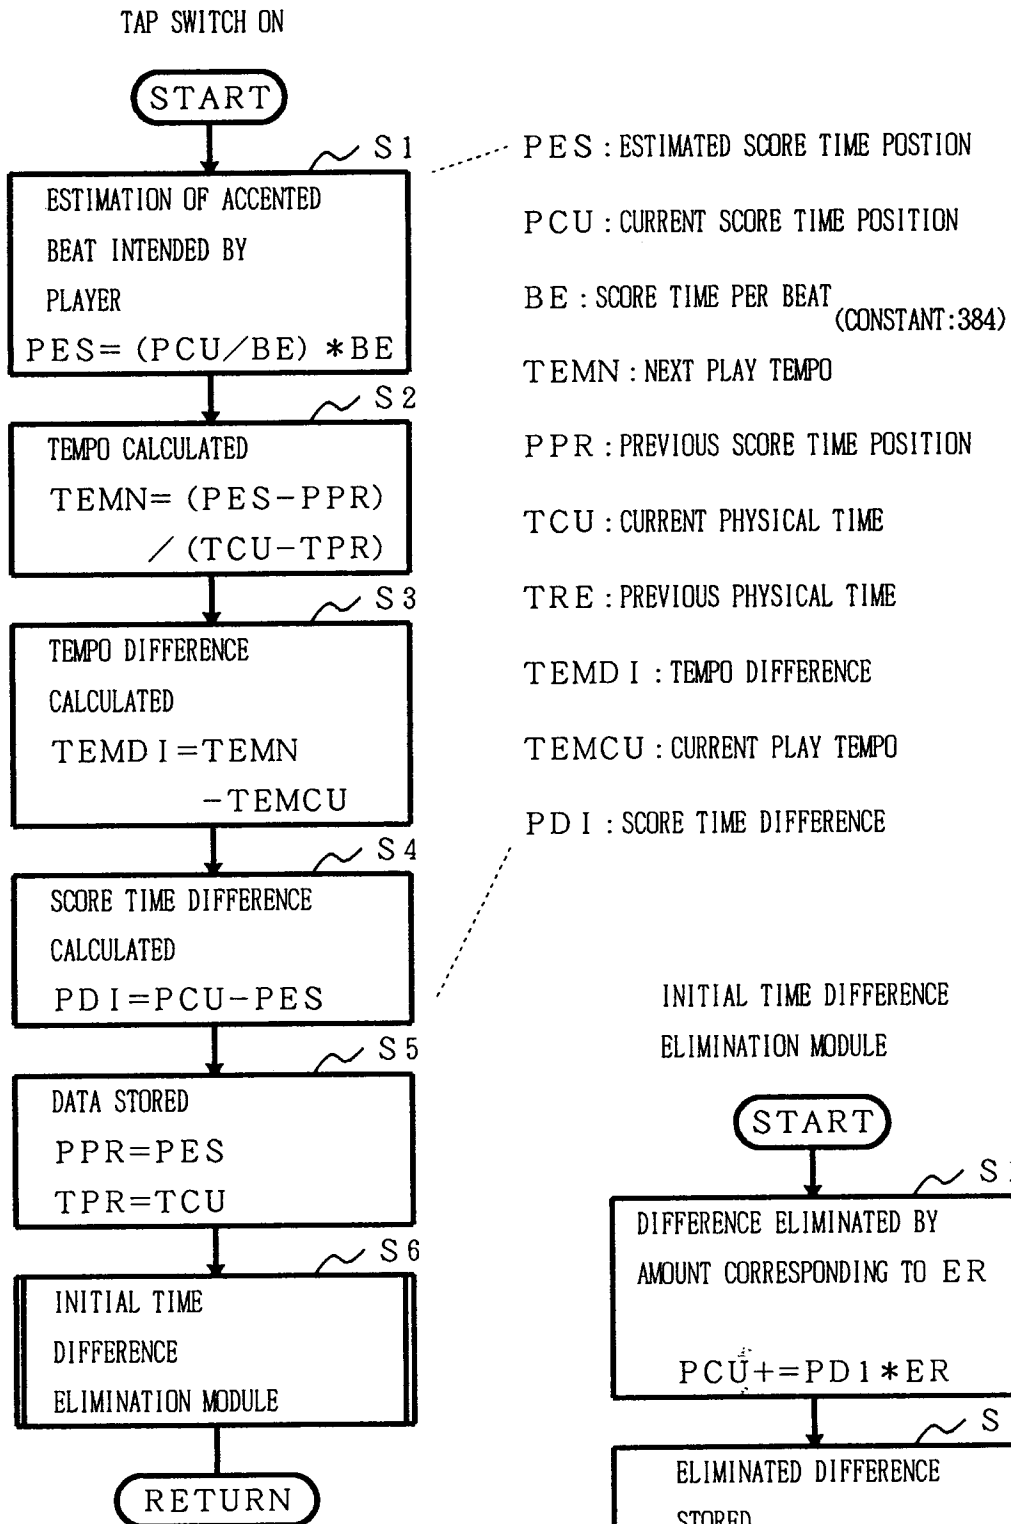 TAP SWITCH ON
START
S1
ESTIMATION OF ACCENTED
BEAT INTENDED BY
PLAYER
PES=(PCU/BE)*BE
S2
TEMPO CALCULATED
TEMN=(PES-PPR)
/(TCU-TPR)
S3
TEMPO DIFFERENCE
CALCULATED
TEMDI=TEMN
-TEMCU
S4
SCORE TIME DIFFERENCE
CALCULATED
PDI=PCU-PES
S5
DATA STORED
PPR=PES
TPR=TCU
S6
INITIAL TIME
DIFFERENCE
ELIMINATION MODULE
RETURN
PES:ESTIMATED SCORE TIME POSTION
PCU:CURRENT SCORE TIME POSITION
BE:SCORE TIME PER BEAT
(CONSTANT:384)
TEMN:NEXT PLAY TEMPO
PPR:PREVIOUS SCORE TIME POSITION
TCU:CURRENT PHYSICAL TIME
TRE:PREVIOUS PHYSICAL TIME
TEMDI:TEMPO DIFFERENCE
TEMCU:CURRENT PLAY TEMPO
PDI:SCORE TIME DIFFERENCE
INITIAL TIME DIFFERENCE
ELIMINATION MODULE
START
S
DIFFERENCE ELIMINATED BY
AMOUNT CORRESPONDING TO ER
PCU+=PD1*ER
S
ELIMINATED DIFFERENCE
STORED